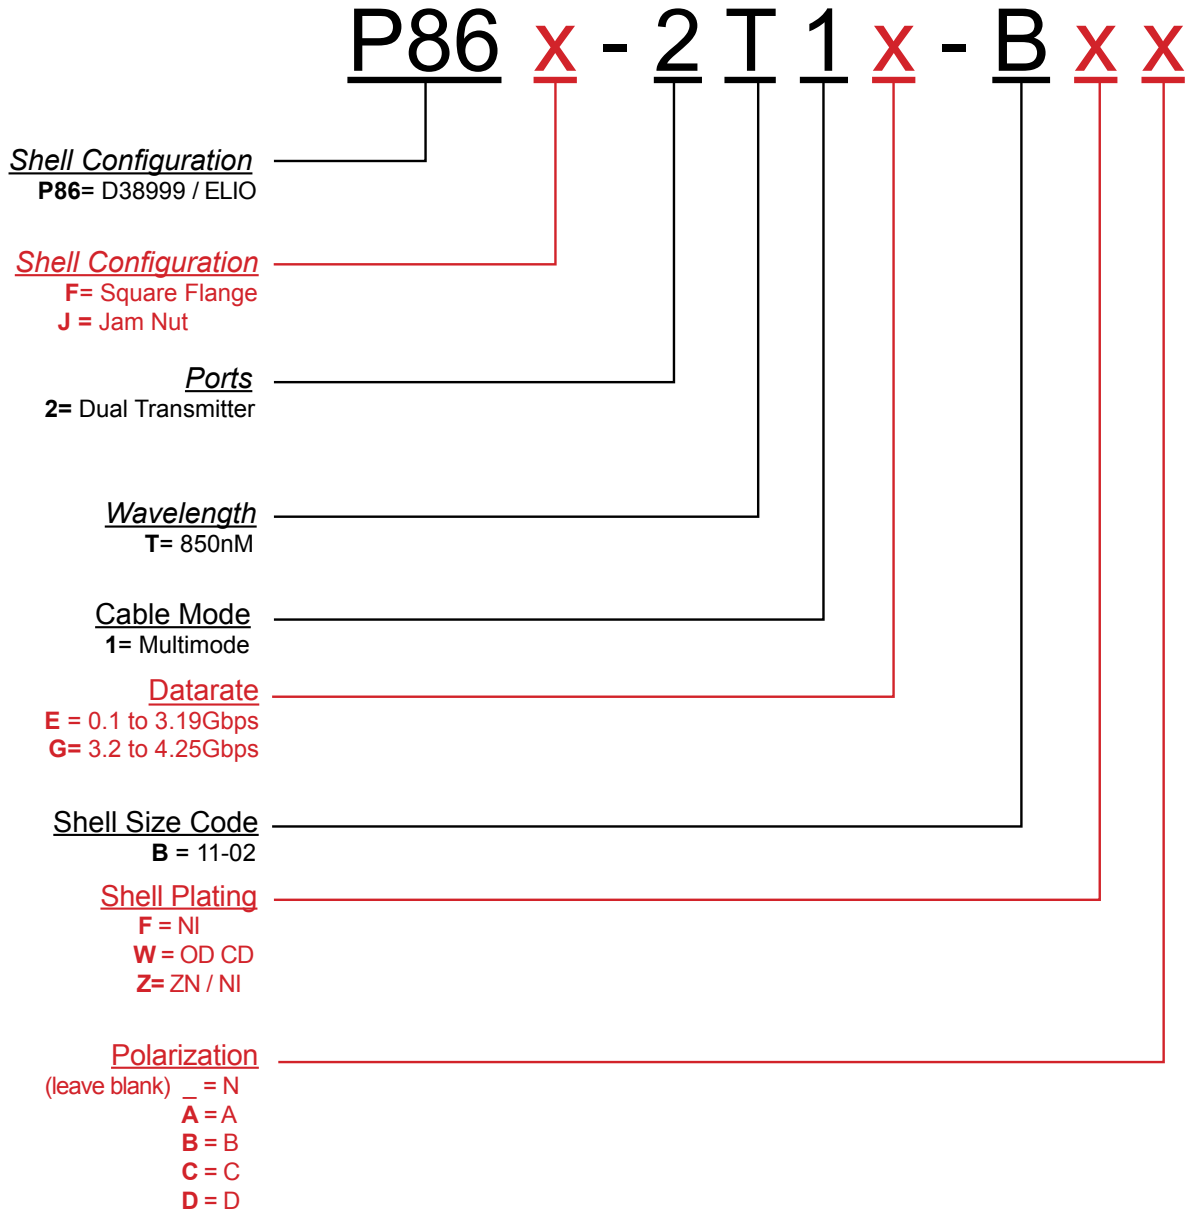 P86 x - 2 T 1 x - B x x
Shell Configuration
P86= D38999 / ELIO
Shell Configuration
F= Square Flange
J = Jam Nut
Ports
2= Dual Transmitter
Wavelength
T= 850nM
Cable Mode
1= Multimode
Datarate
E = 0.1 to 3.19Gbps
G= 3.2 to 4.25Gbps
Shell Size Code
B = 11-02
Shell Plating
F = NI
W = OD CD
Z= ZN / NI
Polarization
(leave blank) _ = N
A = A
B = B
C = C
D = D